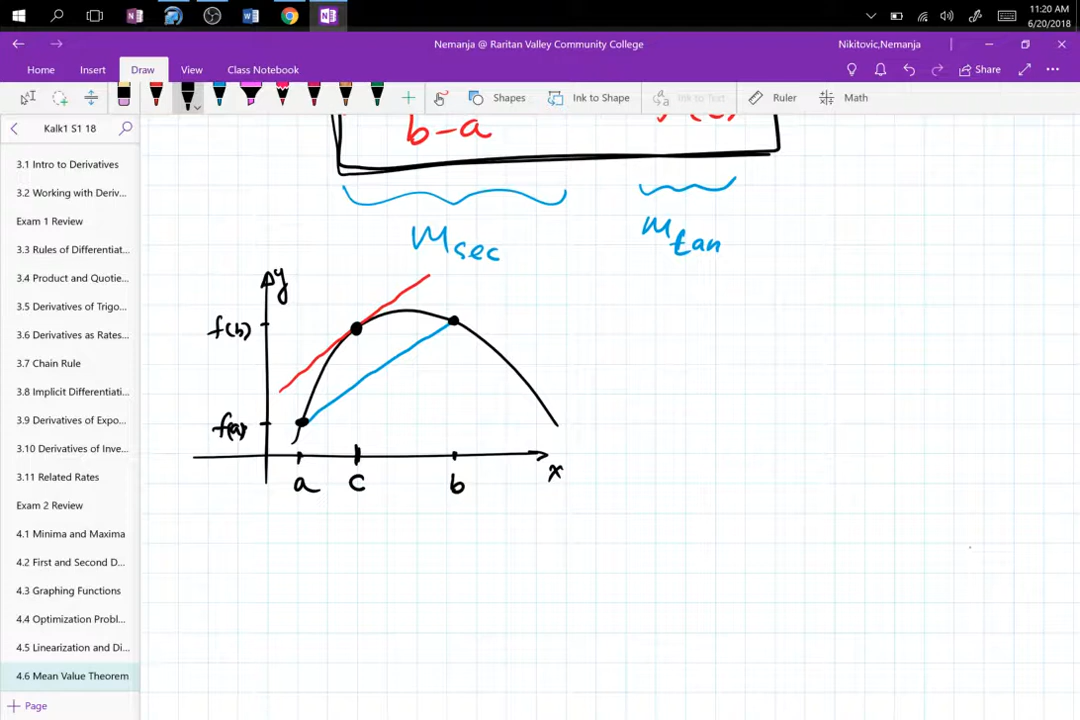 11:20 AM
6/20/2018
Nemanja @ Raritan Valley Community College
Nikitovic,Nemanja
Home
Insert
Draw
View
Class Notebook
Share
Shapes
Ink to Shape
Ink to Text
Ruler
Math
Kalk1 S1 18
3.1 Intro to Derivatives
3.2 Working with Deriv...
Exam 1 Review
3.3 Rules of Differentiat...
3.4 Product and Quotie...
3.5 Derivatives of Trigo...
3.6 Derivatives as Rates...
3.7 Chain Rule
3.8 Implicit Differentiati...
3.9 Derivatives of Expo...
3.10 Derivatives of Inve...
3.11 Related Rates
Exam 2 Review
4.1 Minima and Maxima
4.2 First and Second D...
4.3 Graphing Functions
4.4 Optimization Probl...
4.5 Linearization and Di...
4.6 Mean Value Theorem
Page
b-a
Msec
mtan
y
f(b)
f(a)
a c b x